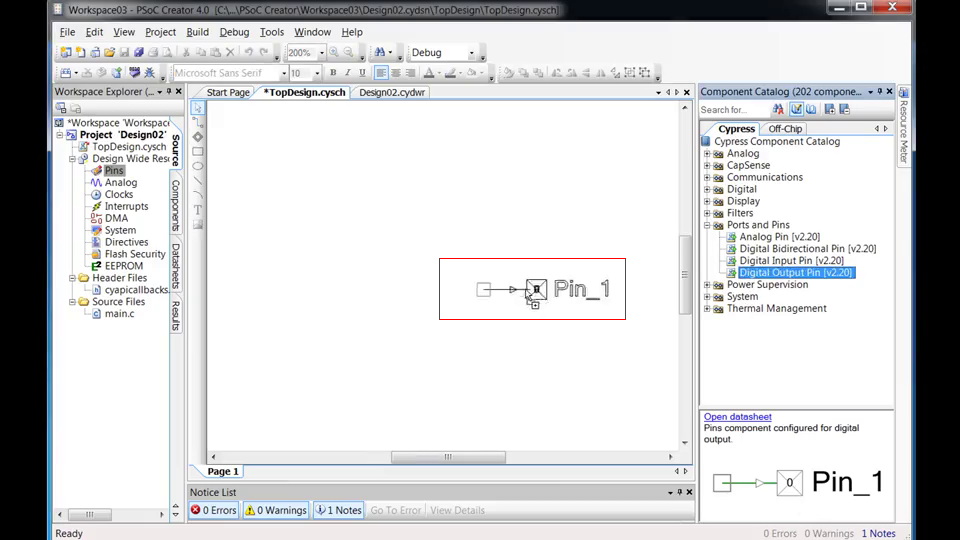 Workspace03 - PSoC Creator 4.0 [C:\...\PSoC Creator\Workspace03\Design02.cydsn\TopDesign\TopDesign.cysch]
File Edit View Project Build Debug Tools Window Help
200% Debug
Microsoft Sans Serif 10 B I U A
Workspace Explorer (...
Start Page *TopDesign.cysch Design02.cydwr
Component Catalog (202 compone...
Search for...
Cypress Off-Chip
*Workspace '
Project 'Design02'
TopDesign.cysch
Design Wide Res
Pins
Analog
Clocks
Interrupts
DMA
System
Directives
Flash Security
EEPROM
Header Files
cyapicallbacks.
Source Files
main.c
Source
Components
Datasheets
Results
T
Pin_1
Page 1
Cypress Component Catalog
Analog
CapSense
Communications
Digital
Display
Filters
Ports and Pins
Analog Pin [v2.20]
Digital Bidirectional Pin [v2.20]
Digital Input Pin [v2.20]
Digital Output Pin [v2.20]
Power Supervision
System
Thermal Management
Resource Meter
Open datasheet
Pins component configured for digital
output.
0 Pin_1
Notice List
0 Errors 0 Warnings 1 Notes Go To Error View Details
Ready
0 Errors 0 Warnings 1 Notes